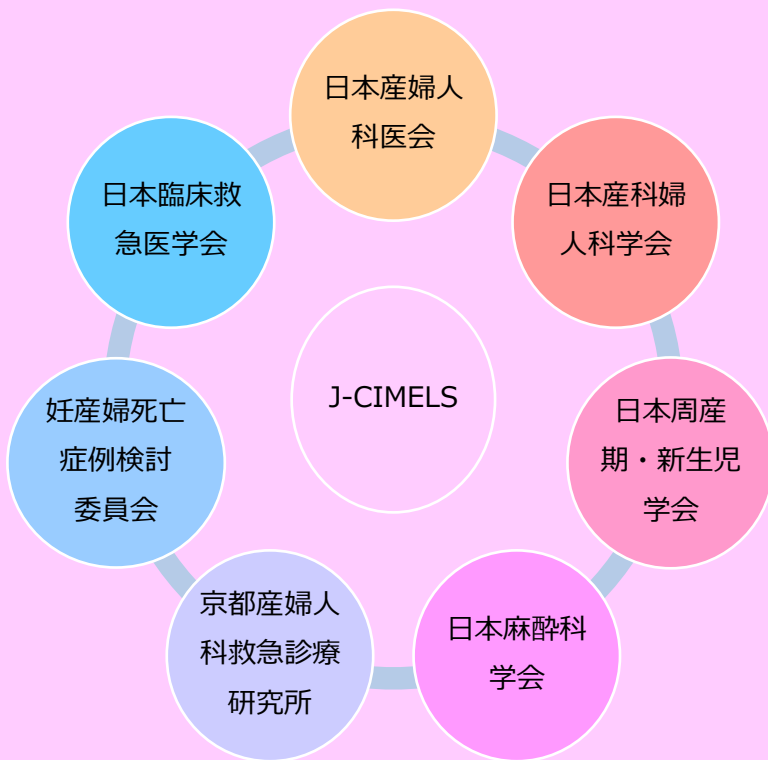 日本産婦人
科医会
日本産科婦
人科学会
日本周産
期・新生児
学会
日本麻酔科
学会
京都産婦人
科救急診療
研究所
妊産婦死亡
症例検討
委員会
日本臨床救
急医学会
J-CIMELS